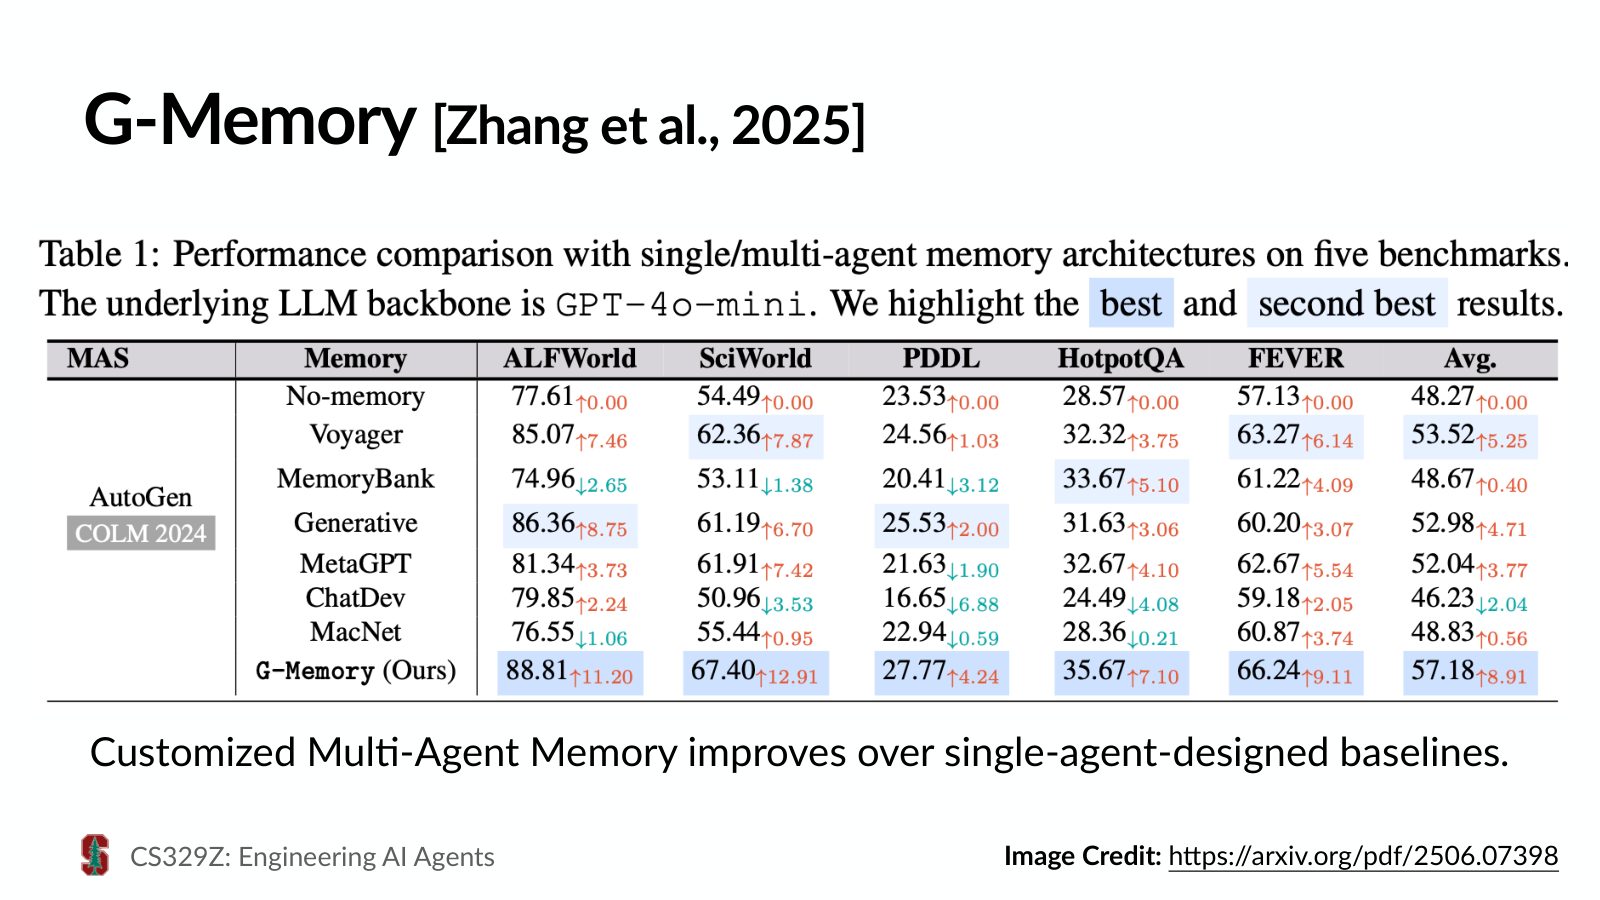 G-Memory [Zhang et al., 2025]
Table 1: Performance comparison with single/multi-agent memory architectures on five benchmarks.
The underlying LLM backbone is GPT-4o-mini. We highlight the best and second best results.
MAS Memory ALFWorld SciWorld PDDL HotpotQA FEVER Avg.
No-memory 77.61↑0.00 54.49↑0.00 23.53↑0.00 28.57↑0.00 57.13↑0.00 48.27↑0.00
Voyager 85.07↑7.46 62.36↑7.87 24.56↑1.03 32.32↑3.75 63.27↑6.14 53.52↑5.25
MemoryBank 74.96↓2.65 53.11↓1.38 20.41↓3.12 33.67↑5.10 61.22↑4.09 48.67↑0.40
AutoGen
COLM 2024
Generative 86.36↑8.75 61.19↑6.70 25.53↑2.00 31.63↑3.06 60.20↑3.07 52.98↑4.71
MetaGPT 81.34↑3.73 61.91↑7.42 21.63↓1.90 32.67↑4.10 62.67↑5.54 52.04↑3.77
ChatDev 79.85↑2.24 50.96↓3.53 16.65↓6.88 24.49↓4.08 59.18↑2.05 46.23↓2.04
MacNet 76.55↓1.06 55.44↑0.95 22.94↓0.59 28.36↓0.21 60.87↑3.74 48.83↑0.56
G-Memory (Ours) 88.81↑11.20 67.40↑12.91 27.77↑4.24 35.67↑7.10 66.24↑9.11 57.18↑8.91
Customized Multi-Agent Memory improves over single-agent-designed baselines.
CS329Z: Engineering AI Agents
Image Credit: https://arxiv.org/pdf/2506.07398